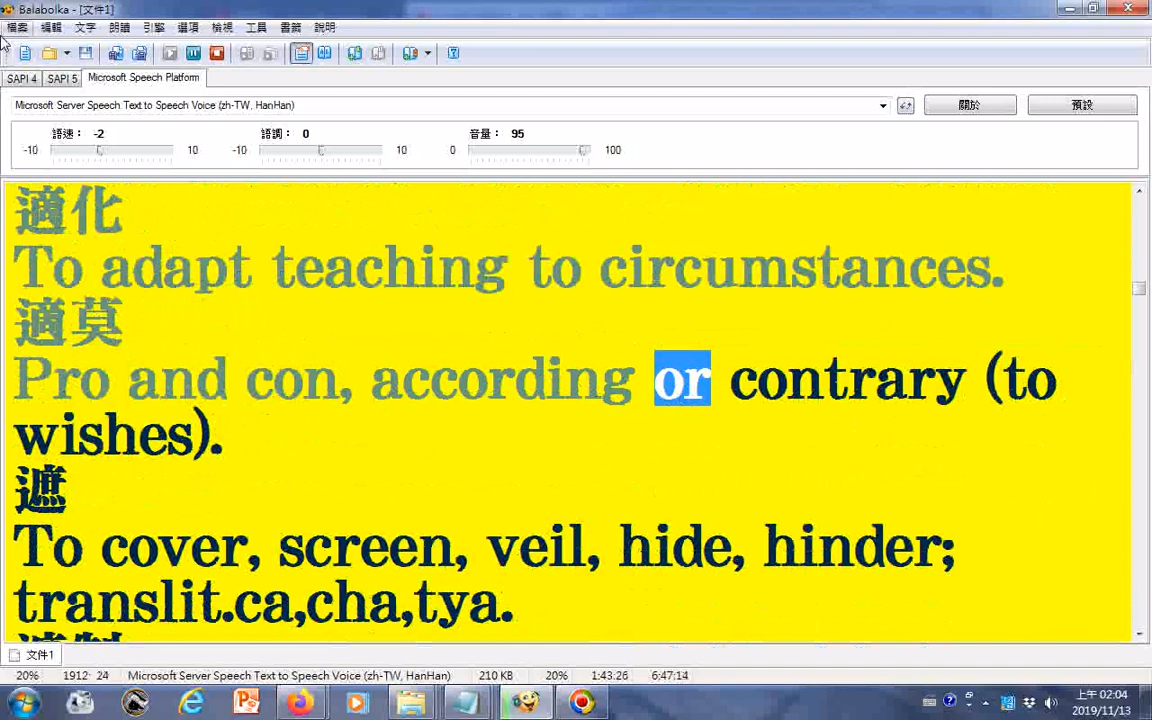 Balabolka - [文件1]
檔案 編輯 文字 朗讀 引擎 選項 檢視 工具 書籤 說明
SAPI 4 SAPI 5 Microsoft Speech Platform
Microsoft Server Speech Text to Speech Voice (zh-TW, HanHan) 關於 預設
語速： -2 語調： 0 音量： 95
-10 10 -10 10 0 100
適化
To adapt teaching to circumstances.
適莫
Pro and con, according or contrary (to
wishes).
遮
To cover, screen, veil, hide, hinder;
translit.ca,cha,tya.
文件1
20% 1912: 24 Microsoft Server Speech Text to Speech Voice (zh-TW, HanHan) 210 KB 20% 1:43:26 6:47:14
上午 02:04
2019/11/13